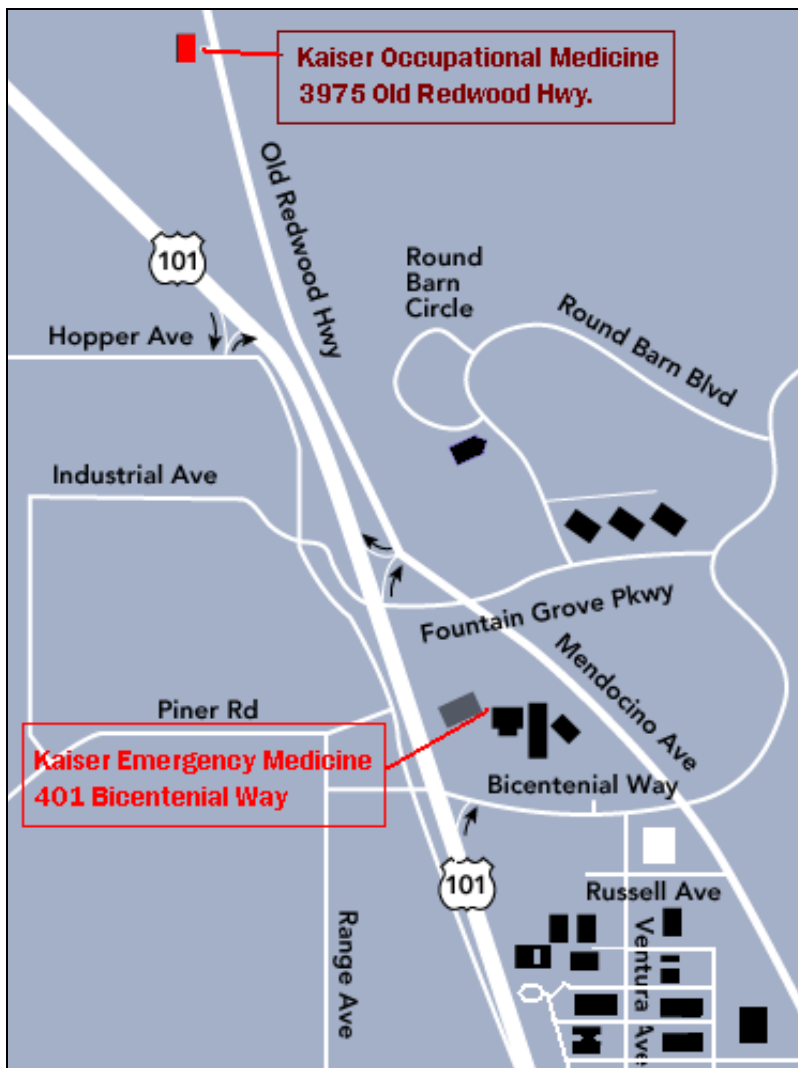 Kaiser Occupational Medicine
3975 Old Redwood Hwy.
Old Redwood Hwy
101
Round
Barn
Circle
Round Barn Blvd
Hopper Ave
Industrial Ave
Fountain Grove Pkwy
Mendocino Ave
Piner Rd
Kaiser Emergency Medicine
401 Bicentenial Way
Bicentenial Way
101
Russell Ave
Range Ave
Ventura Ave